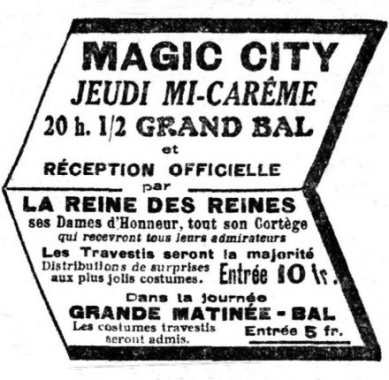 MAGIC CITY
JEUDI MI-CARÊME
20 h. 1/2 GRAND BAL
et
RÉCEPTION OFFICIELLE
par
LA REINE DES REINES
ses Dames d'Honneur, tout son Cortège
qui recevront tous leurs admirateurs
Les Travestis seront la majorité
Distributions de surprises
aux plus jolis costumes. Entrée 10 fr.
Dans la journée
GRANDE MATINÉE - BAL
Les costumes travestis
seront admis. Entrée 5 fr.